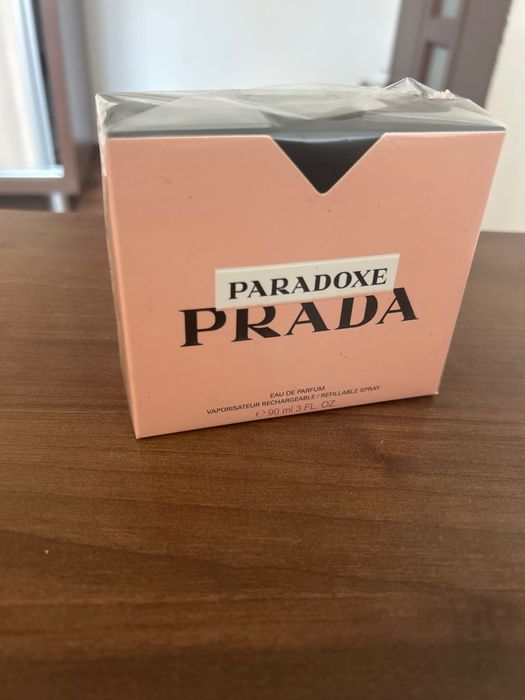 PARADOXE
PRADA
EAU DE PARFUM
VAPORISATEUR RECHARGEABLE / REFILLABLE SPRAY
℮ 90 ml 3 FL. OZ.